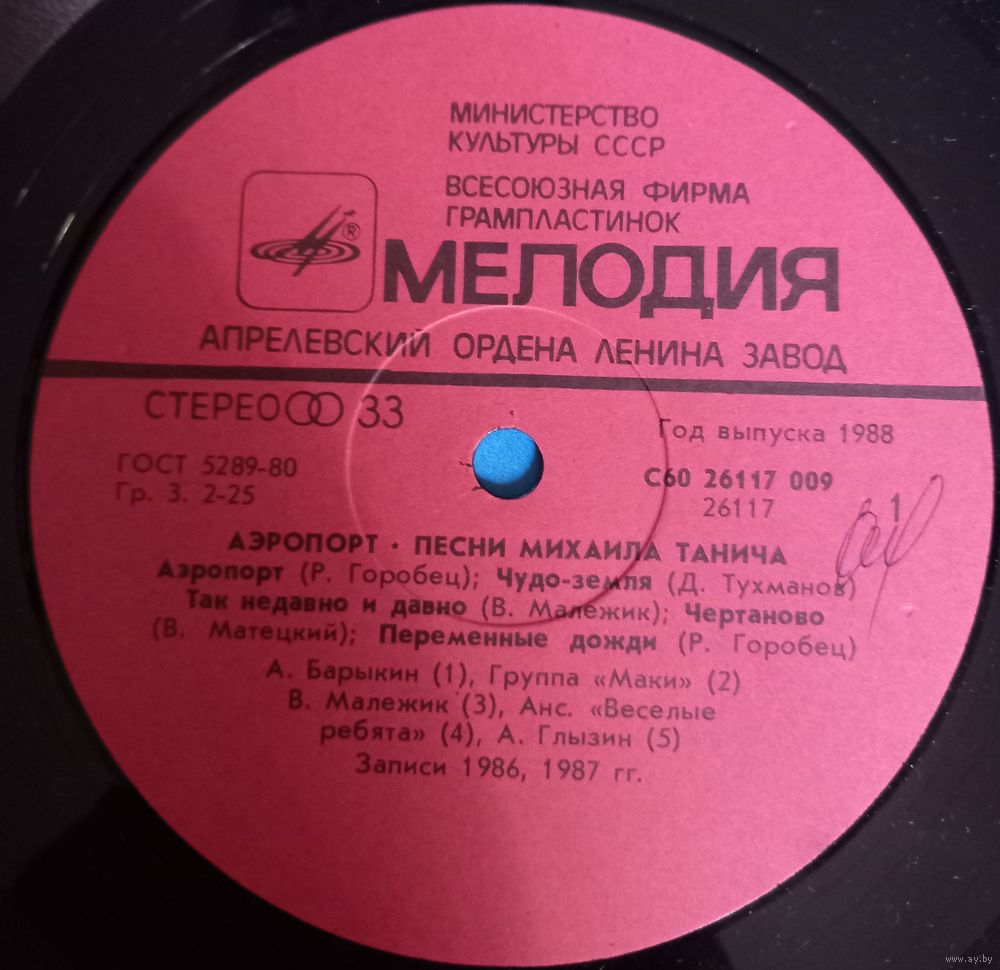 МИНИСТЕРСТВО
КУЛЬТУРЫ СССР
ВСЕСОЮЗНАЯ ФИРМА
ГРАМПЛАСТИНОК
®
МЕЛОДИЯ
АПРЕЛЕВСКИЙ ОРДЕНА ЛЕНИНА ЗАВОД
СТЕРЕО 33
Год выпуска 1988
ГОСТ 5289-80
С60 26117 009
Гр. 3. 2-25
26117
1
АЭРОПОРТ • ПЕСНИ МИХАИЛА ТАНИЧА
Аэропорт (Р. Горобец); Чудо-земля (Д. Тухманов)
Так недавно и давно (В. Малежик); Чертаново
(В. Матецкий); Переменные дожди (Р. Горобец)
А. Барыкин (1), Группа «Маки» (2)
В. Малежик (3), Анс. «Веселые
ребята» (4), А. Глызин (5)
Записи 1986, 1987 гг.
www.ay.by